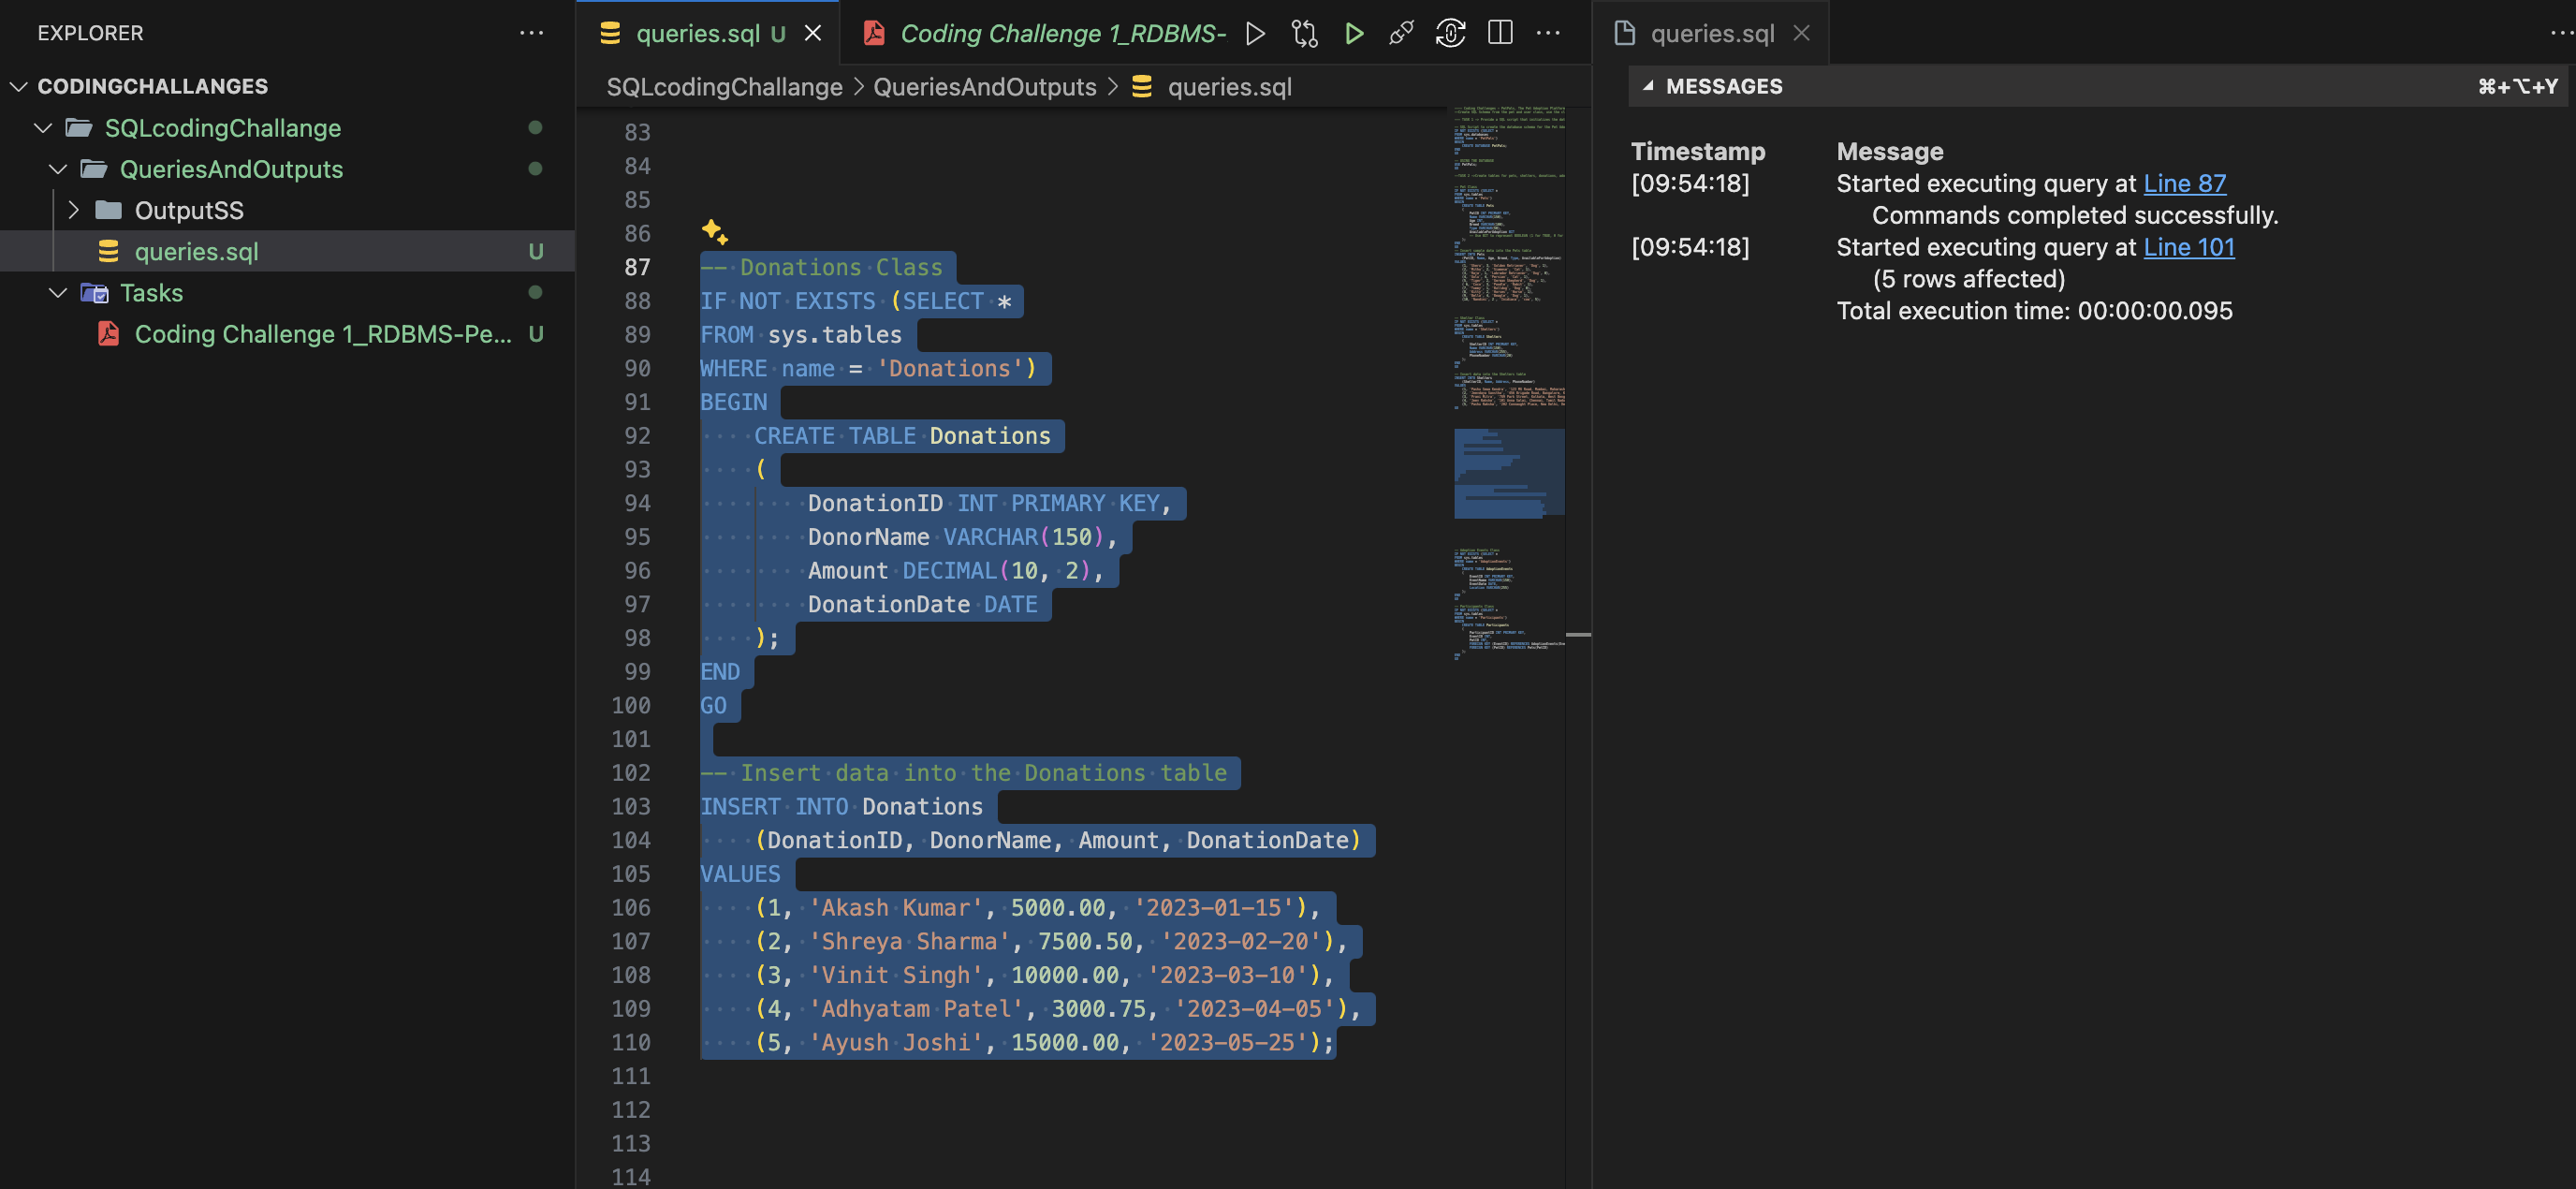 EXPLORER
CODINGCHALLANGES
SQLcodingChallange
QueriesAndOutputs
OutputSS
queries.sql U
Tasks
Coding Challenge 1_RDBMS-Pe... U
queries.sql U
Coding Challenge 1_RDBMS-
SQLcodingChallange > QueriesAndOutputs > queries.sql
83
84
85
86
87 -- Donations Class
88 IF NOT EXISTS (SELECT *
89 FROM sys.tables
90 WHERE name = 'Donations')
91 BEGIN
92 CREATE TABLE Donations
93 (
94 DonationID INT PRIMARY KEY,
95 DonorName VARCHAR(150),
96 Amount DECIMAL(10, 2),
97 DonationDate DATE
98 );
99 END
100 GO
101
102 -- Insert data into the Donations table
103 INSERT INTO Donations
104 (DonationID, DonorName, Amount, DonationDate)
105 VALUES
106 (1, 'Akash Kumar', 5000.00, '2023-01-15'),
107 (2, 'Shreya Sharma', 7500.50, '2023-02-20'),
108 (3, 'Vinit Singh', 10000.00, '2023-03-10'),
109 (4, 'Adhyatam Patel', 3000.75, '2023-04-05'),
110 (5, 'Ayush Joshi', 15000.00, '2023-05-25');
111
112
113
114
queries.sql
MESSAGES ⌘+⌥+Y
Timestamp Message
[09:54:18] Started executing query at Line 87
Commands completed successfully.
[09:54:18] Started executing query at Line 101
(5 rows affected)
Total execution time: 00:00:00.095